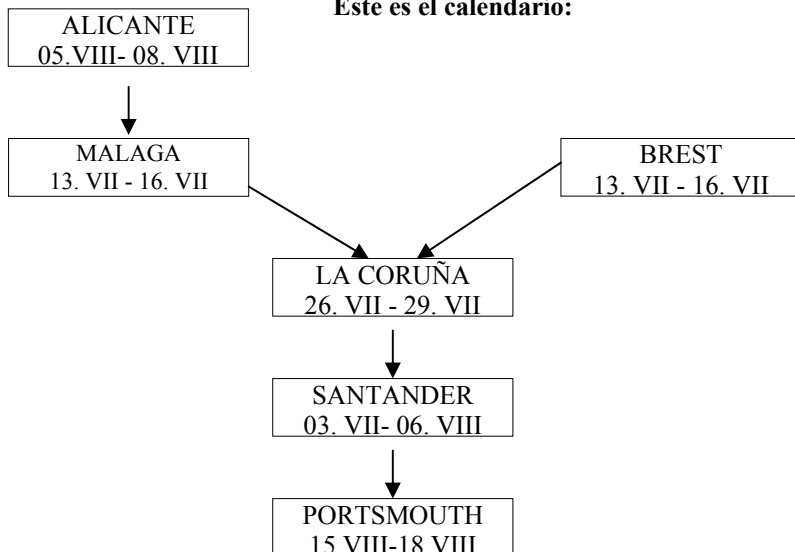 Este es el calendario:
ALICANTE
05.VIII- 08. VIII
MALAGA
13. VII - 16. VII
BREST
13. VII - 16. VII
LA CORUÑA
26. VII - 29. VII
SANTANDER
03. VII- 06. VIII
PORTSMOUTH
15 VIII-18 VIII